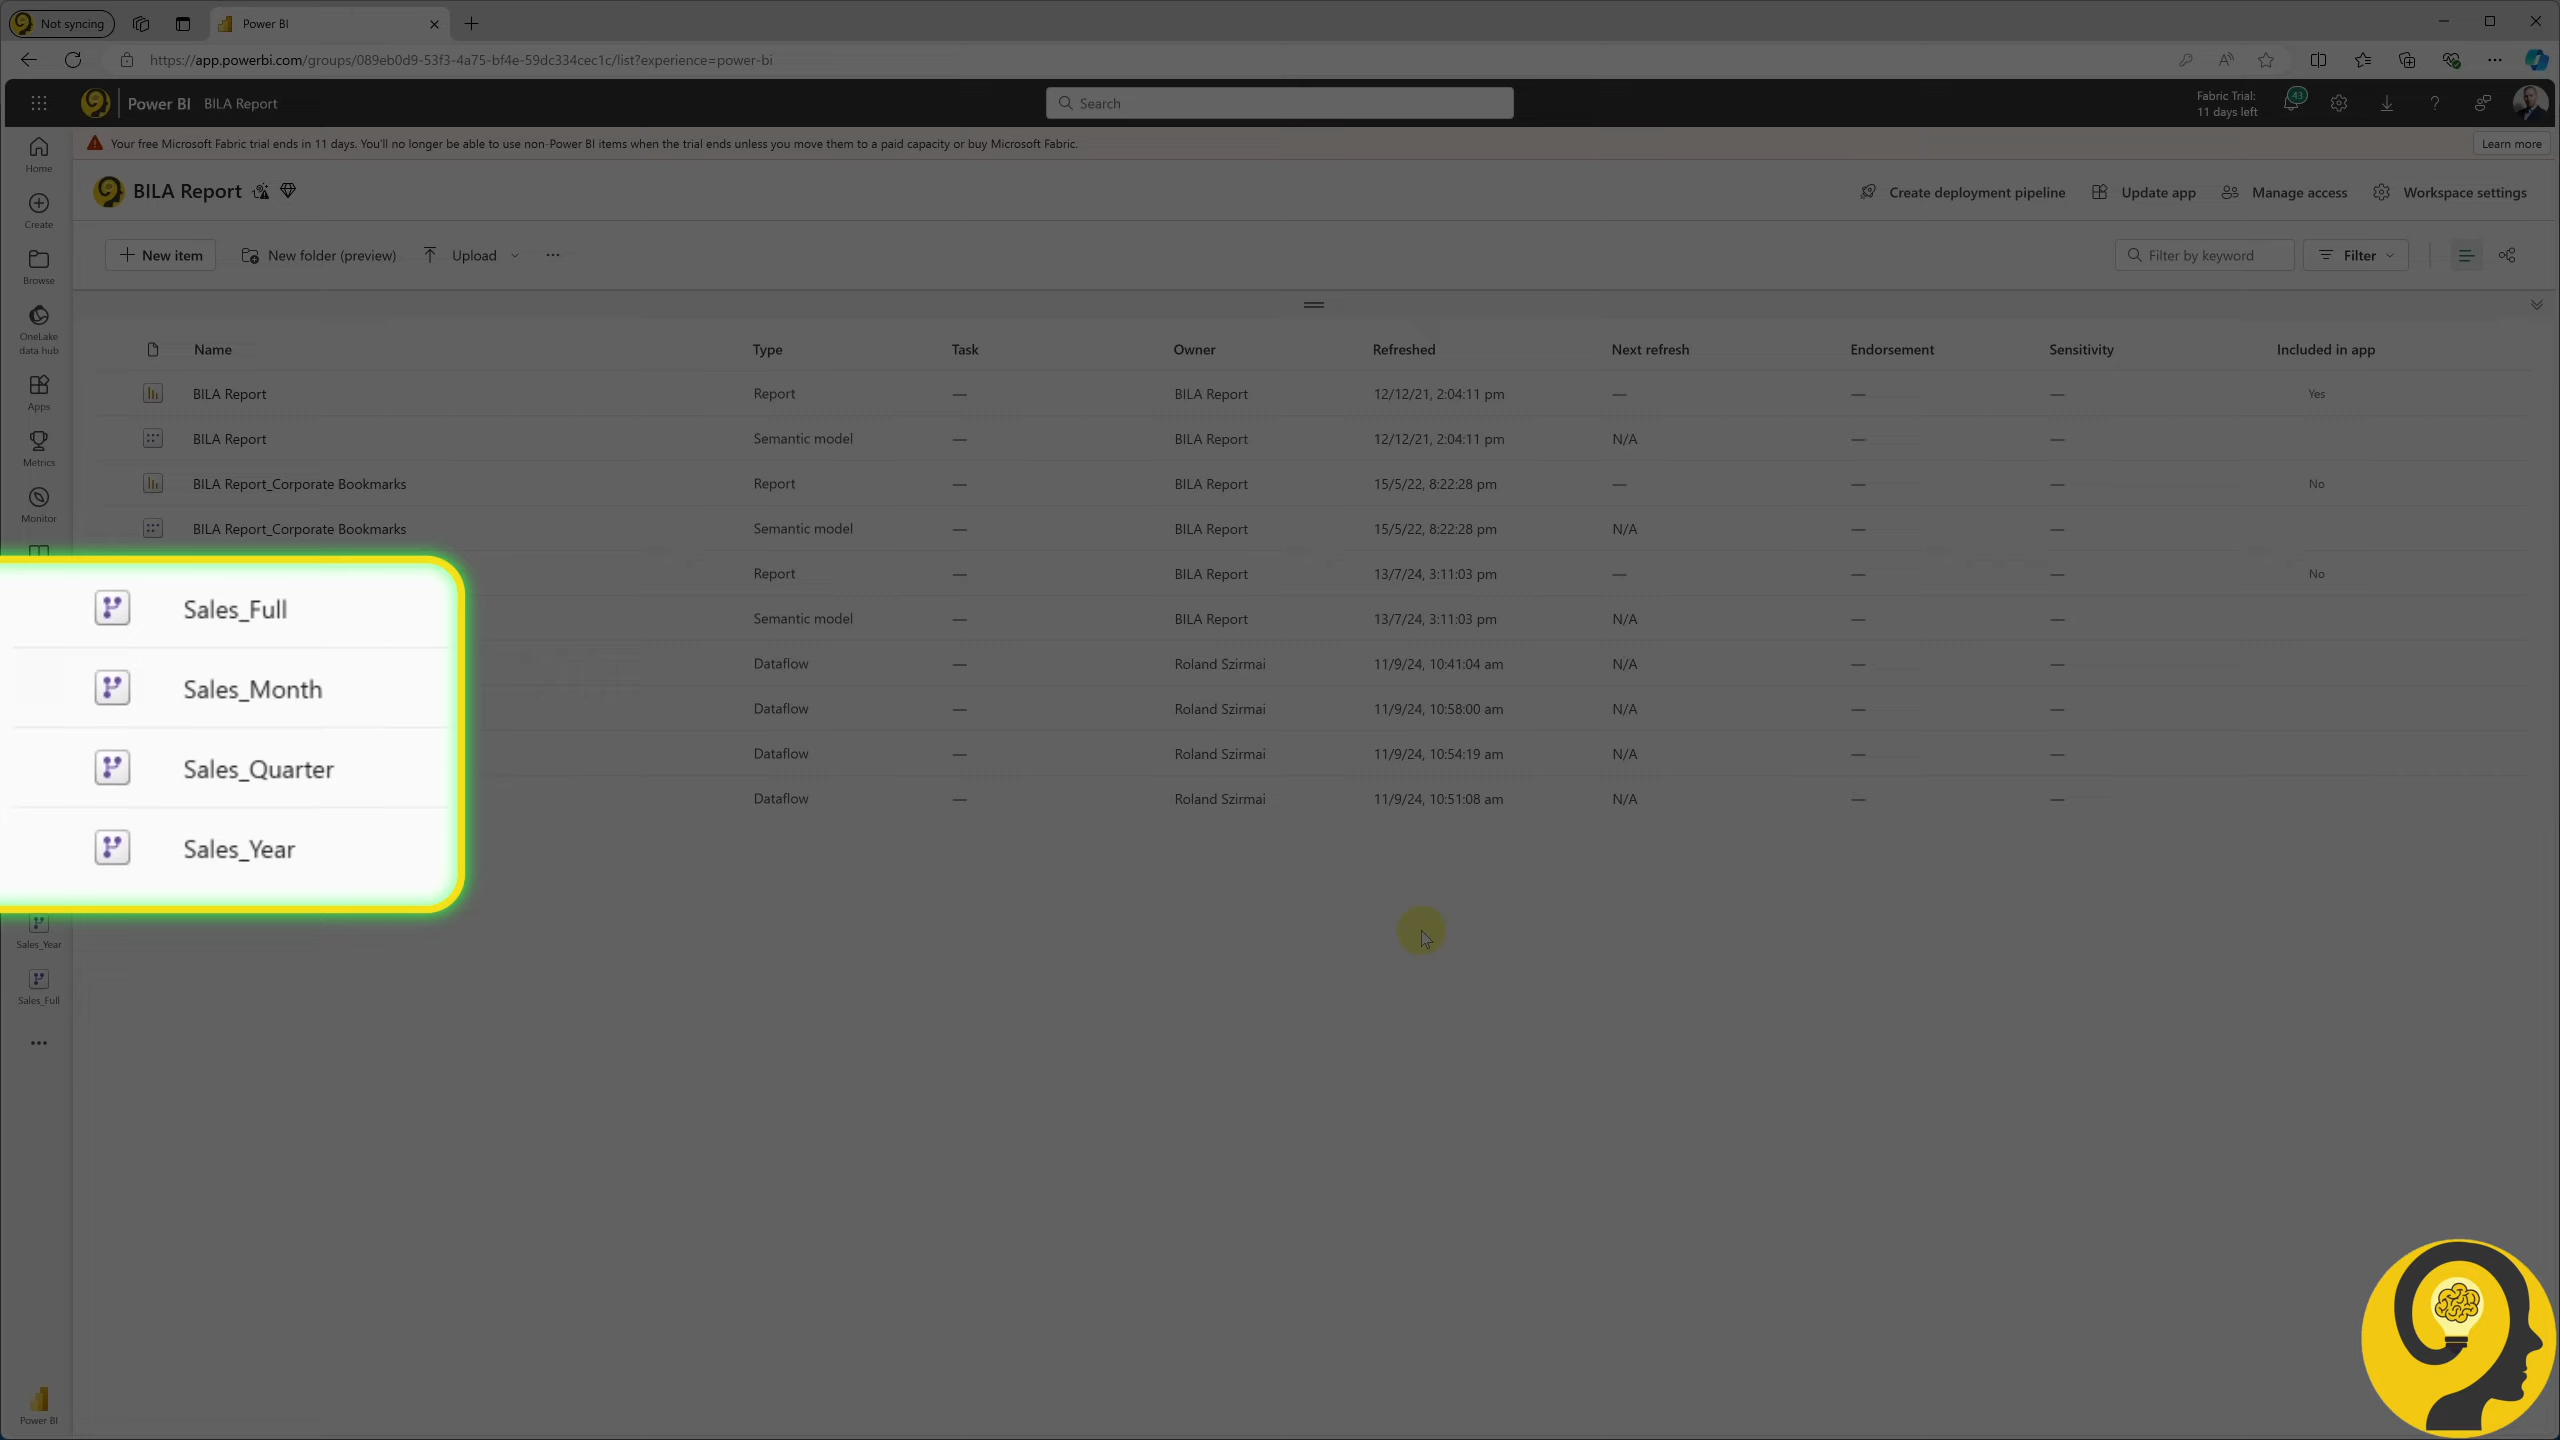 Not syncing
Power BI
https://app.powerbi.com/groups/089eb0d9-53f3-4a75-bf4e-59dc334cec1c/list?experience=power-bi
Power BI BILA Report
Search
Fabric Trial:
11 days left
43
Your free Microsoft Fabric trial ends in 11 days. You'll no longer be able to use non-Power BI items when the trial ends unless you move them to a paid capacity or buy Microsoft Fabric.
Learn more
Home
Create
Browse
OneLake
data hub
Apps
Metrics
Monitor
BILA Report
Create deployment pipeline
Update app
Manage access
Workspace settings
New item
New folder (preview)
Upload
Filter by keyword
Filter
Name Type Task Owner Refreshed Next refresh Endorsement Sensitivity Included in app
BILA Report Report — BILA Report 12/12/21, 2:04:11 pm — — — Yes
BILA Report Semantic model — BILA Report 12/12/21, 2:04:11 pm N/A — —
BILA Report_Corporate Bookmarks Report — BILA Report 15/5/22, 8:22:28 pm — — — No
BILA Report_Corporate Bookmarks Semantic model — BILA Report 15/5/22, 8:22:28 pm N/A — —
Report — BILA Report 13/7/24, 3:11:03 pm — — — No
Semantic model — BILA Report 13/7/24, 3:11:03 pm N/A — —
Dataflow — Roland Szirmai 11/9/24, 10:41:04 am N/A — —
Dataflow — Roland Szirmai 11/9/24, 10:58:00 am N/A — —
Dataflow — Roland Szirmai 11/9/24, 10:54:19 am N/A — —
Dataflow — Roland Szirmai 11/9/24, 10:51:08 am N/A — —
Sales_Full
Sales_Month
Sales_Quarter
Sales_Year
Sales_Year
Sales_Full
Power BI